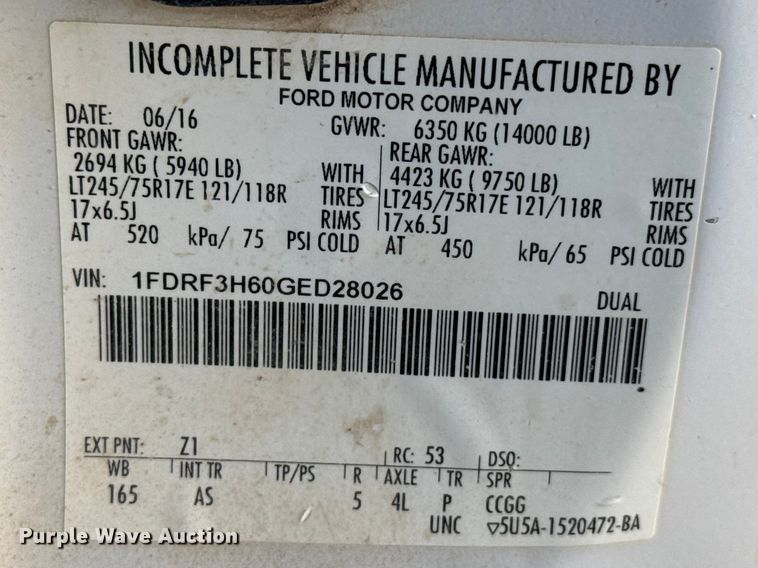 INCOMPLETE VEHICLE MANUFACTURED BY
FORD MOTOR COMPANY
DATE: 06/16 GVWR: 6350 KG (14000 LB)
FRONT GAWR: REAR GAWR:
2694 KG ( 5940 LB) WITH 4423 KG ( 9750 LB) WITH
LT245/75R17E 121/118R TIRES LT245/75R17E 121/118R TIRES
17x6.5J RIMS 17x6.5J RIMS
AT 520 kPa/ 75 PSI COLD AT 450 kPa/ 65 PSI COLD
VIN: 1FDRF3H60GED28026 DUAL
EXT PNT: Z1 RC: 53 DSO:
WB INT TR TP/PS R AXLE TR SPR
165 AS 5 4L P CCGG
UNC ▽5U5A-1520472-BA
Purple Wave Auction